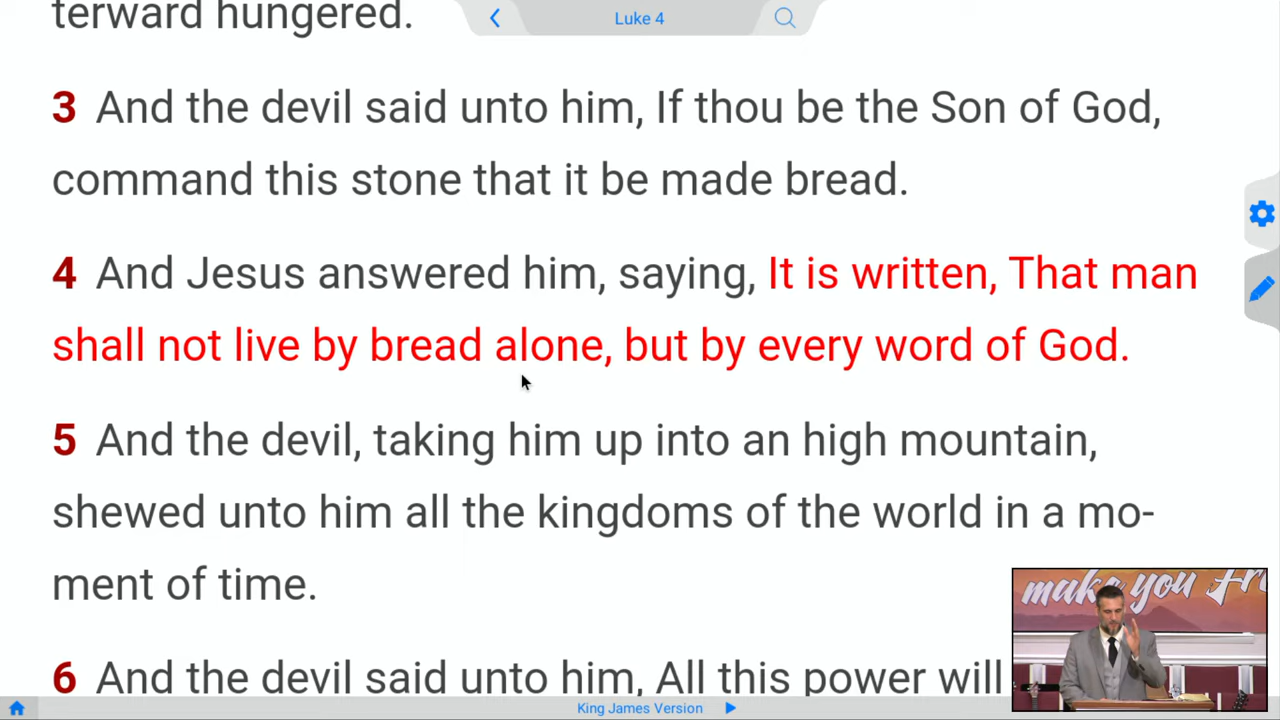 terward hungered.
Luke 4
3 And the devil said unto him, If thou be the Son of God,
command this stone that it be made bread.
4 And Jesus answered him, saying, It is written, That man
shall not live by bread alone, but by every word of God.
5 And the devil, taking him up into an high mountain,
shewed unto him all the kingdoms of the world in a mo-
ment of time.
6 And the devil said unto him, All this power will
make you
King James Version